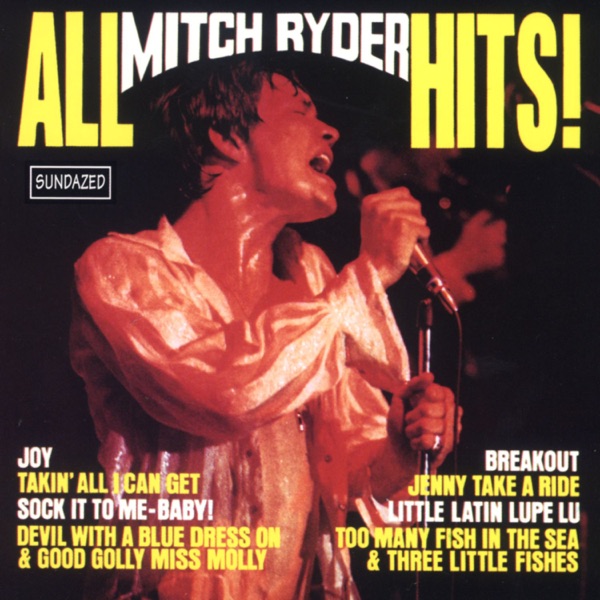 ALL MITCH RYDER HITS!
SUNDAZED
JOY
TAKIN' ALL I CAN GET
SOCK IT TO ME-BABY!
DEVIL WITH A BLUE DRESS ON
& GOOD GOLLY MISS MOLLY
BREAKOUT
JENNY TAKE A RIDE
LITTLE LATIN LUPE LU
TOO MANY FISH IN THE SEA
& THREE LITTLE FISHES